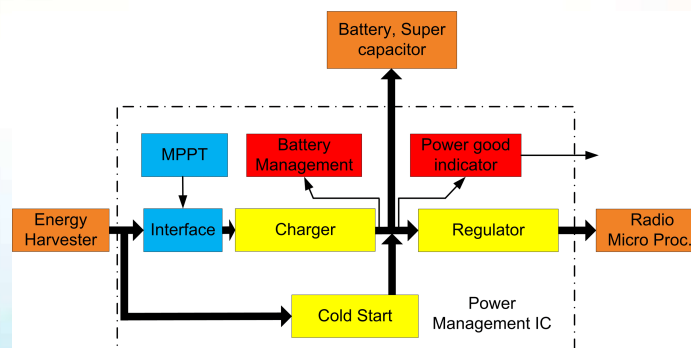 Battery, Super
capacitor
MPPT
Battery
Management
Power good
indicator
Energy
Harvester
Interface
Charger
Regulator
Radio
Micro Proc.
Cold Start
Power
Management IC